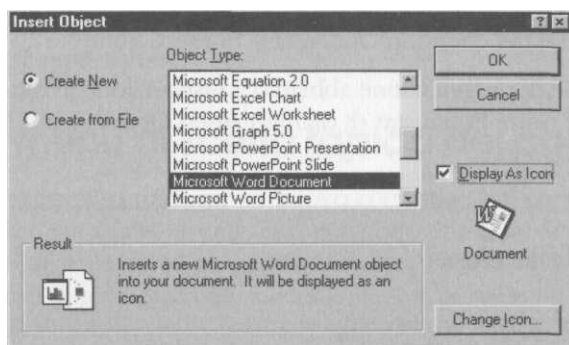 Insert Object
Object Type:
Create New
Create from File
Microsoft Equation 2.0
Microsoft Excel Chart
Microsoft Excel Worksheet
Microsoft Graph 5.0
Microsoft PowerPoint Presentation
Microsoft PowerPoint Slide
Microsoft Word Document
Microsoft Word Picture
OK
Cancel
Display As Icon
Document
Change Icon...
Result
Inserts a new Microsoft Word Document object
into your document. It will be displayed as an
icon.